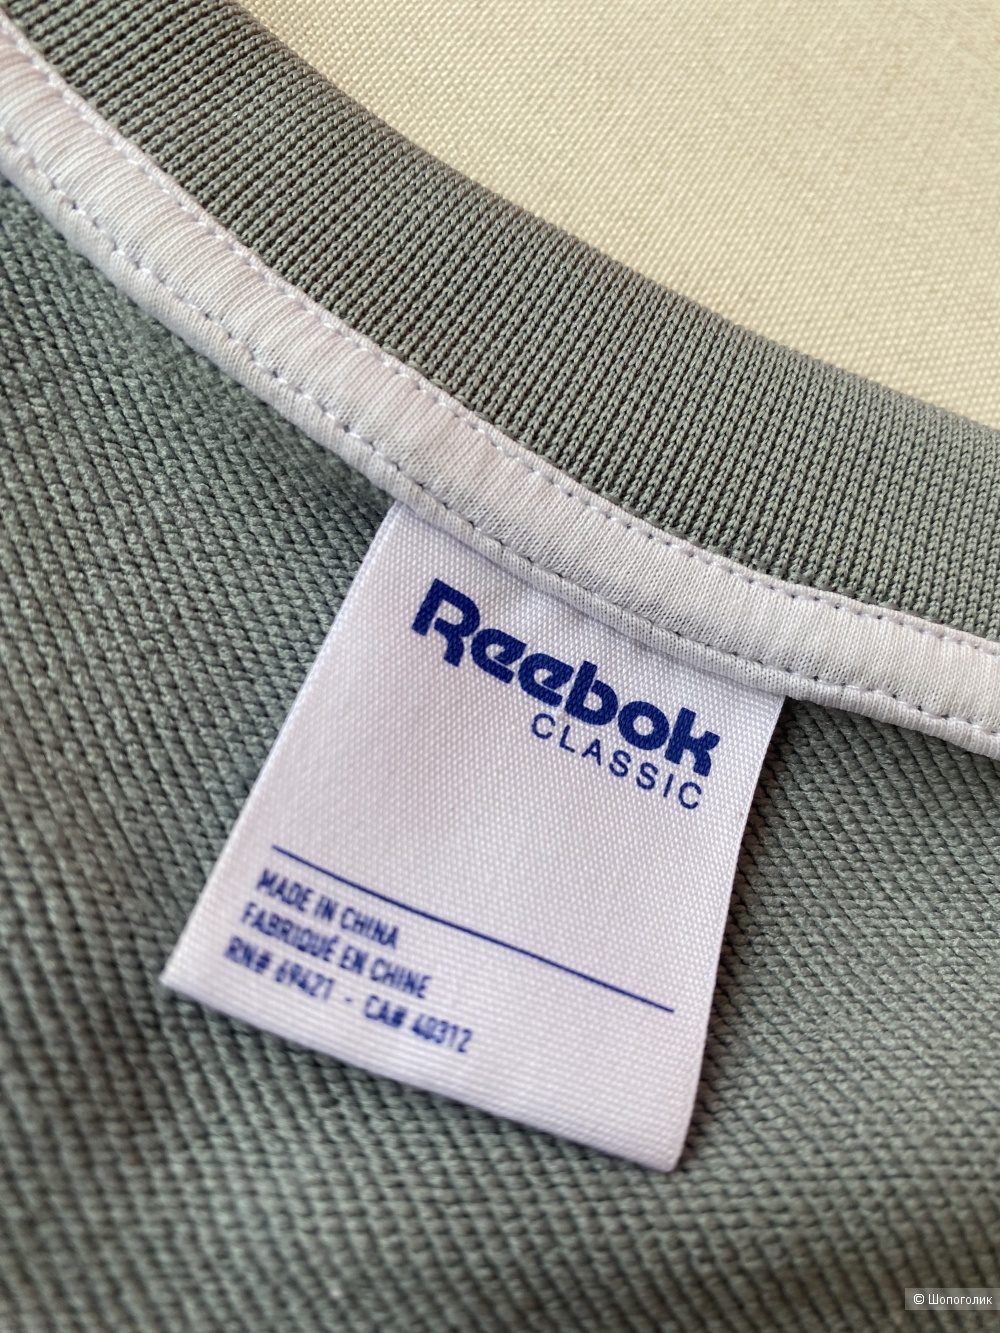 Reebok
CLASSIC
MADE IN CHINA
FABRIQUÉ EN CHINE
RN# 69421 - CA# 40312
© Шопоголик